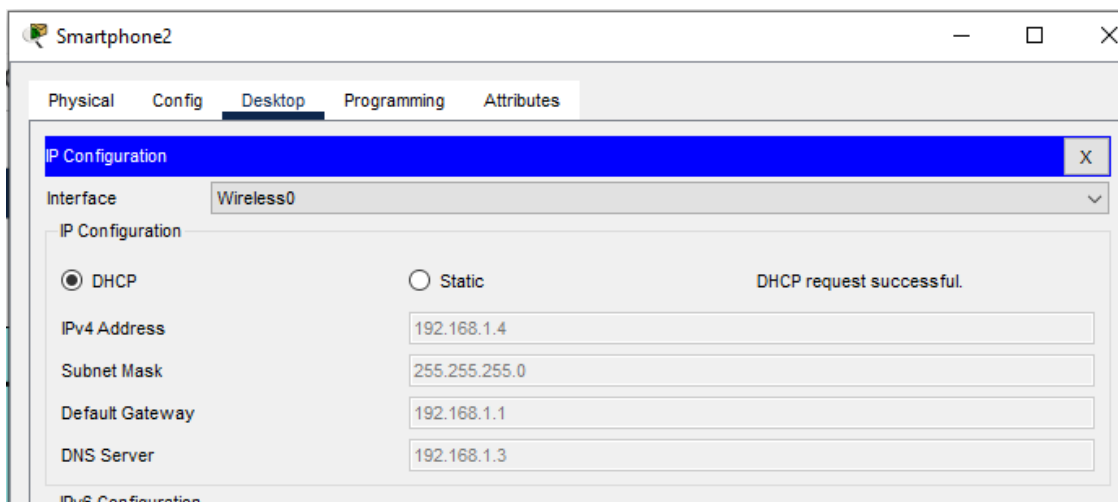 Smartphone2
Physical Config Desktop Programming Attributes
IP Configuration X
Interface Wireless0
IP Configuration
DHCP Static DHCP request successful.
IPv4 Address 192.168.1.4
Subnet Mask 255.255.255.0
Default Gateway 192.168.1.1
DNS Server 192.168.1.3
IPv6 Configuration